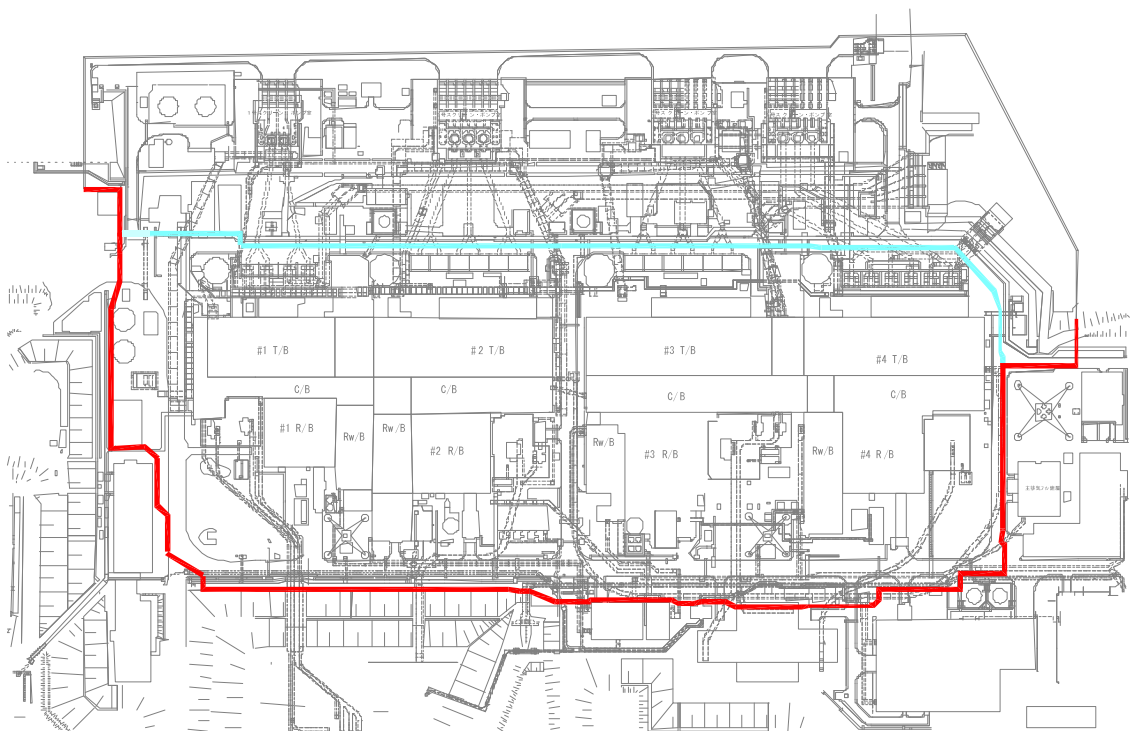 #1 T/B
#2 T/B
#3 T/B
#4 T/B
C/B
C/B
C/B
C/B
#1 R/B
Rw/B
Rw/B
#2 R/B
Rw/B
#3 R/B
Rw/B
#4 R/B